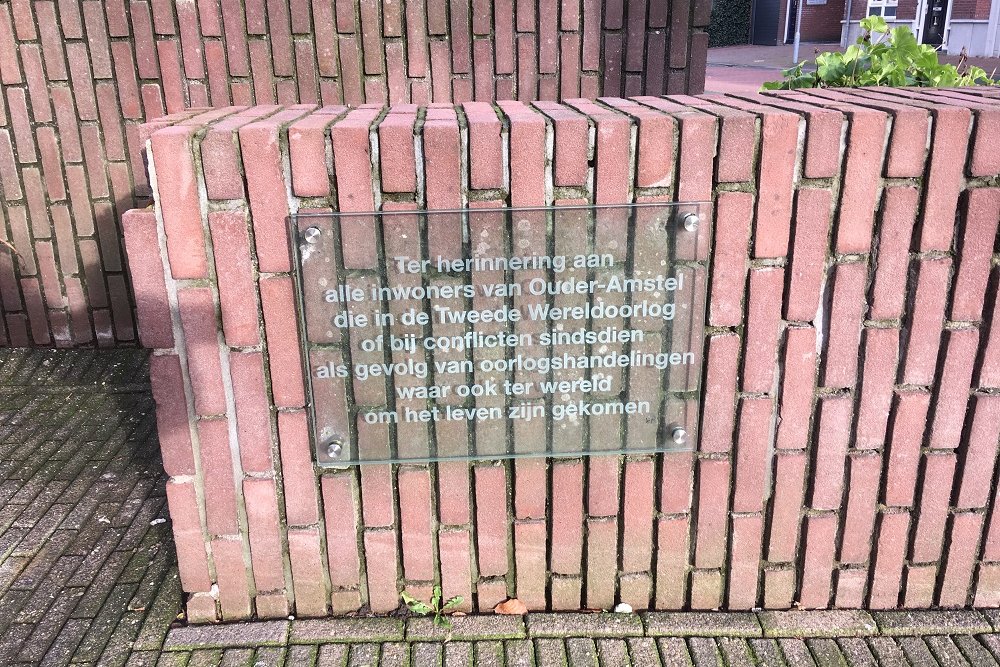 Ter herinnering aan
alle inwoners van Ouder-Amstel
die in de Tweede Wereldoorlog
of bij conflicten sindsdien
als gevolg van oorlogshandelingen
waar ook ter wereld
om het leven zijn gekomen